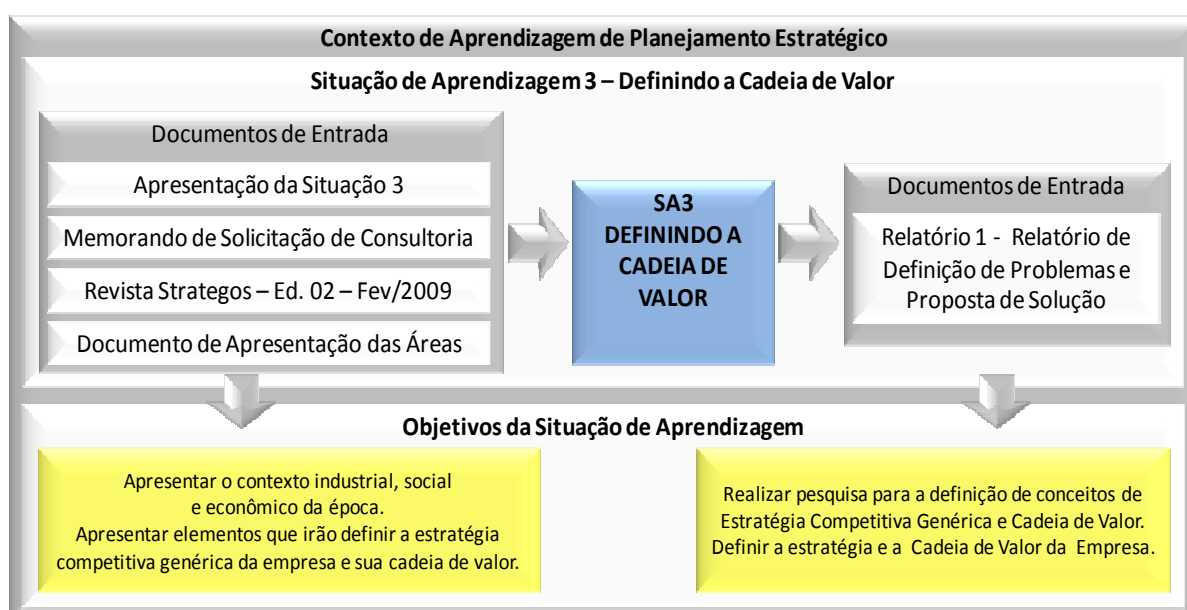 Contexto de Aprendizagem de Planejamento Estratégico
Situação de Aprendizagem 3 – Definindo a Cadeia de Valor
Documentos de Entrada
Apresentação da Situação 3
Memorando de Solicitação de Consultoria
Revista Strategos – Ed. 02 – Fev/2009
Documento de Apresentação das Áreas
SA3
DEFININDO A
CADEIA DE
VALOR
Documentos de Entrada
Relatório 1 - Relatório de
Definição de Problemas e
Proposta de Solução
Objetivos da Situação de Aprendizagem
Apresentar o contexto industrial, social
e econômico da época.
Apresentar elementos que irão definir a estratégia
competitiva genérica da empresa e sua cadeia de valor.
Realizar pesquisa para a definição de conceitos de
Estratégia Competitiva Genérica e Cadeia de Valor.
Definir a estratégia e a Cadeia de Valor da Empresa.